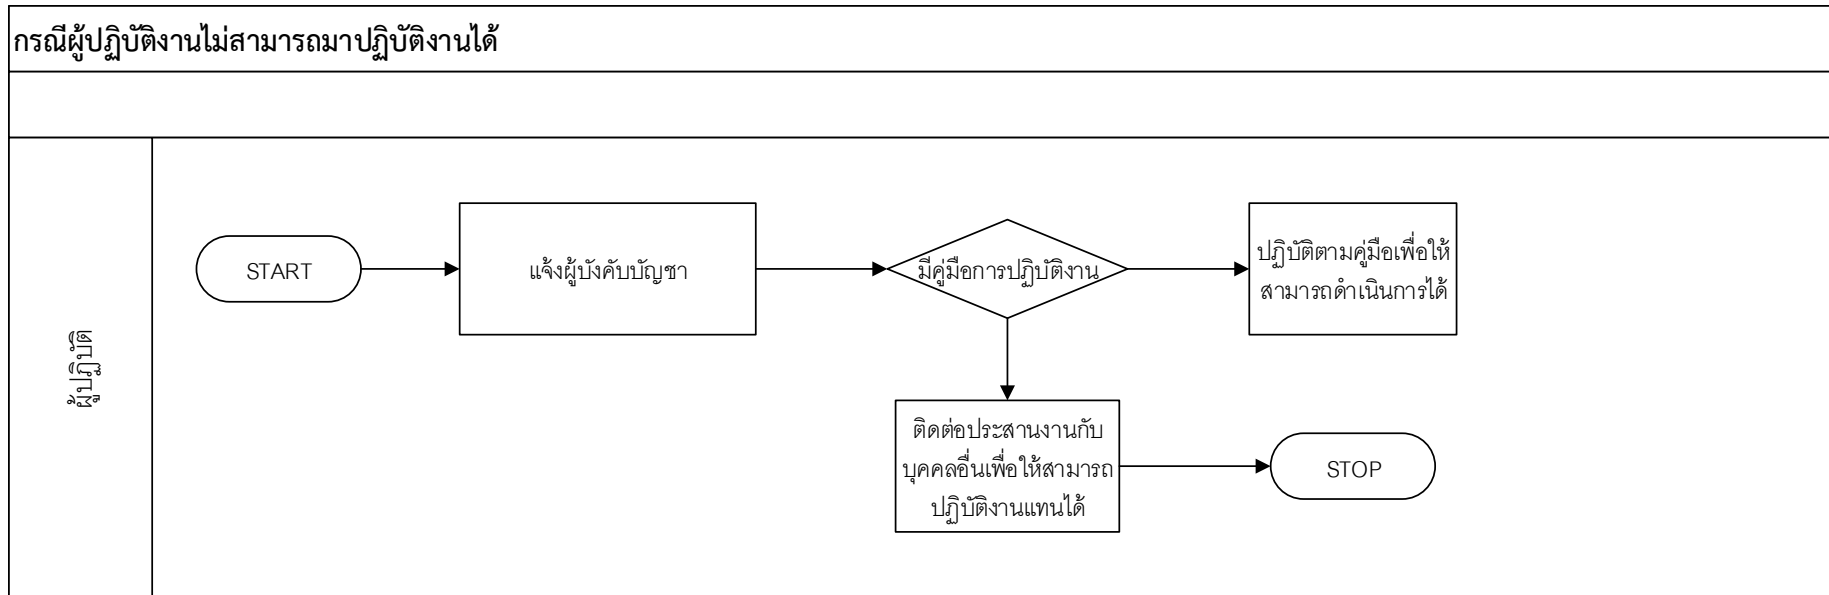 กรณีผู้ปฏิบัติงานไม่สามารถมาปฏิบัติงานได้
ผู้ปฏิบัติ
START
แจ้งผู้บังคับบัญชา
มีคู่มือการปฏิบัติงาน
ปฏิบัติตามคู่มือเพื่อให้
สามารถดำเนินการได้
ติดต่อประสานงานกับ
บุคคลอื่นเพื่อให้สามารถ
ปฏิบัติงานแทนได้
STOP